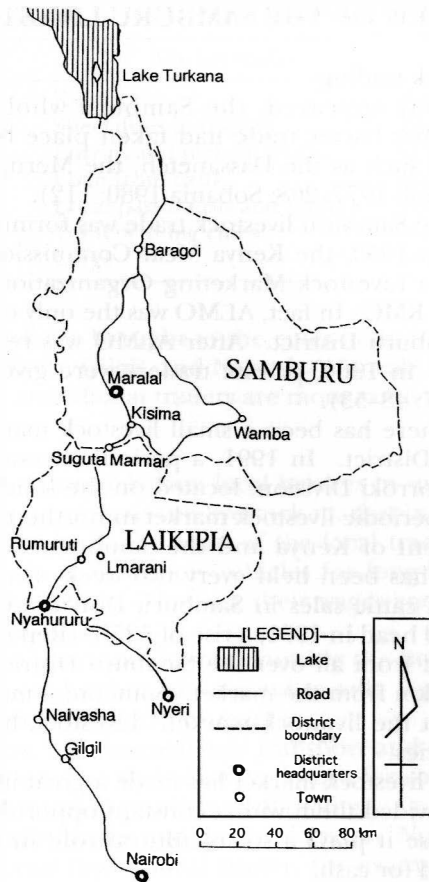 Lake Turkana
Baragoi
SAMBURU
Maralal
Kisima
Wamba
Suguta Marmar
LAIKIPIA
Rumuruti
Lmarani
Nyahururu
Nyeri
Naivasha
Gilgil
Nairobi
[LEGEND]
Lake
Road
District
boundary
District
headquarters
Town
N
0 20 40 60 80 km